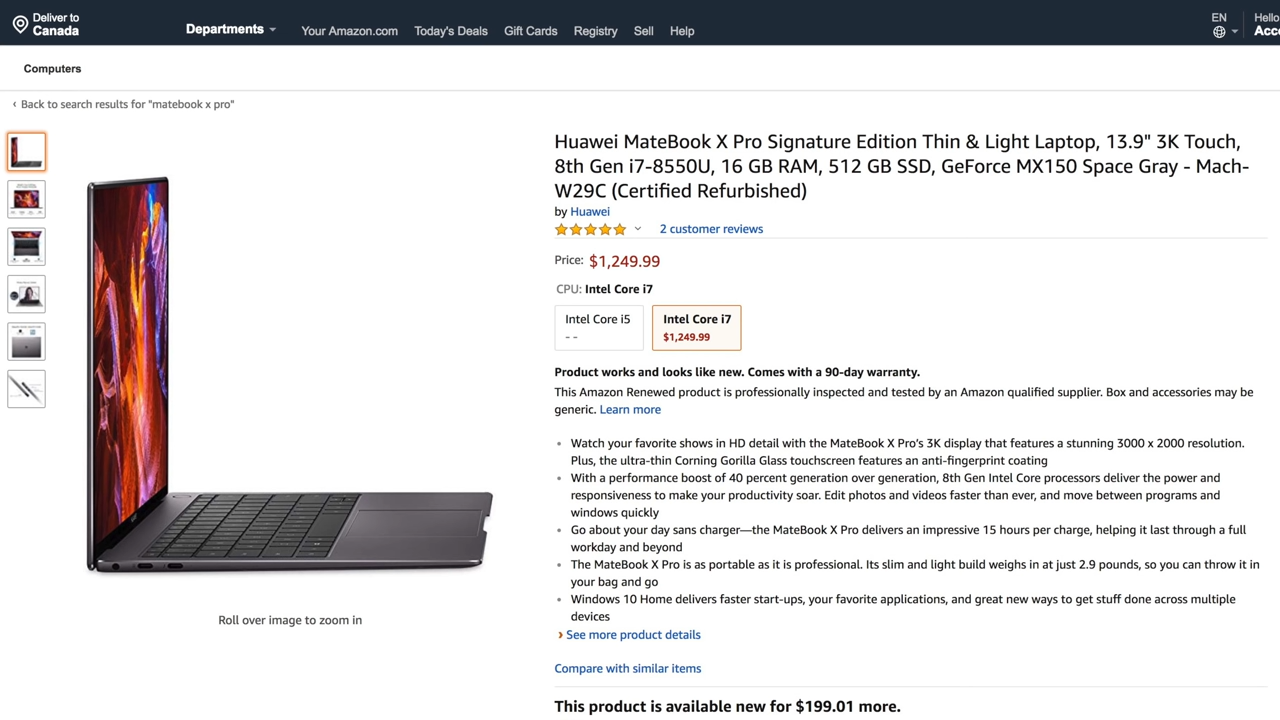 Deliver to
Canada
Departments
Your Amazon.com
Today's Deals
Gift Cards
Registry
Sell
Help
EN
Hello
Acc
Computers
‹ Back to search results for "matebook x pro"
Huawei MateBook X Pro Signature Edition Thin & Light Laptop, 13.9" 3K Touch,
8th Gen i7-8550U, 16 GB RAM, 512 GB SSD, GeForce MX150 Space Gray - Mach-
W29C (Certified Refurbished)
by Huawei
2 customer reviews
Price: $1,249.99
CPU: Intel Core i7
Intel Core i5
- -
Intel Core i7
$1,249.99
Product works and looks like new. Comes with a 90-day warranty.
This Amazon Renewed product is professionally inspected and tested by an Amazon qualified supplier. Box and accessories may be
generic. Learn more
• Watch your favorite shows in HD detail with the MateBook X Pro’s 3K display that features a stunning 3000 x 2000 resolution.
Plus, the ultra-thin Corning Gorilla Glass touchscreen features an anti-fingerprint coating
• With a performance boost of 40 percent generation over generation, 8th Gen Intel Core processors deliver the power and
responsiveness to make your productivity soar. Edit photos and videos faster than ever, and move between programs and
windows quickly
• Go about your day sans charger—the MateBook X Pro delivers an impressive 15 hours per charge, helping it last through a full
workday and beyond
• The MateBook X Pro is as portable as it is professional. Its slim and light build weighs in at just 2.9 pounds, so you can throw it in
your bag and go
• Windows 10 Home delivers faster start-ups, your favorite applications, and great new ways to get stuff done across multiple
devices
› See more product details
Roll over image to zoom in
Compare with similar items
This product is available new for $199.01 more.